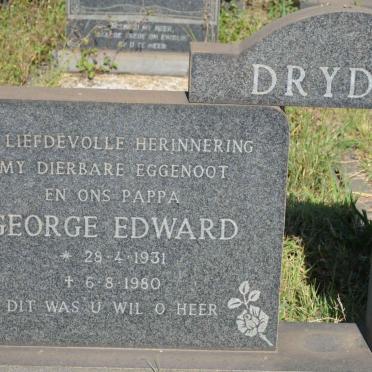 DRYD
LIEFDEVOLLE HERINNERING
MY DIERBARE EGGENOOT
EN ONS PAPPA
GEORGE EDWARD
* 28-4-1931
✝ 6-8-1980
DIT WAS U WIL O HEER